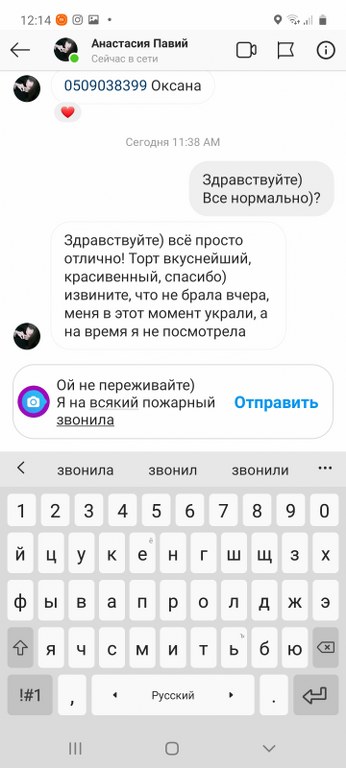 12:14
Анастасия Павий
Сейчас в сети
0509038399 Оксана
Сегодня 11:38 AM
Здравствуйте)
Все нормально)?
Здравствуйте) всё просто
отлично! Торт вкуснейший,
красивенный, спасибо)
извините, что не брала вчера,
меня в этот момент украли, а
на время я не посмотрела
Ой не переживайте)
Я на всякий пожарный
звонила
Отправить
звонила звонил звонили
1 2 3 4 5 6 7 8 9 0
й ц у к е н г ш щ з х
ё
ф ы в а п р о л д ж э
я ч с м и т ь б ю
ъ
!#1 , Русский .